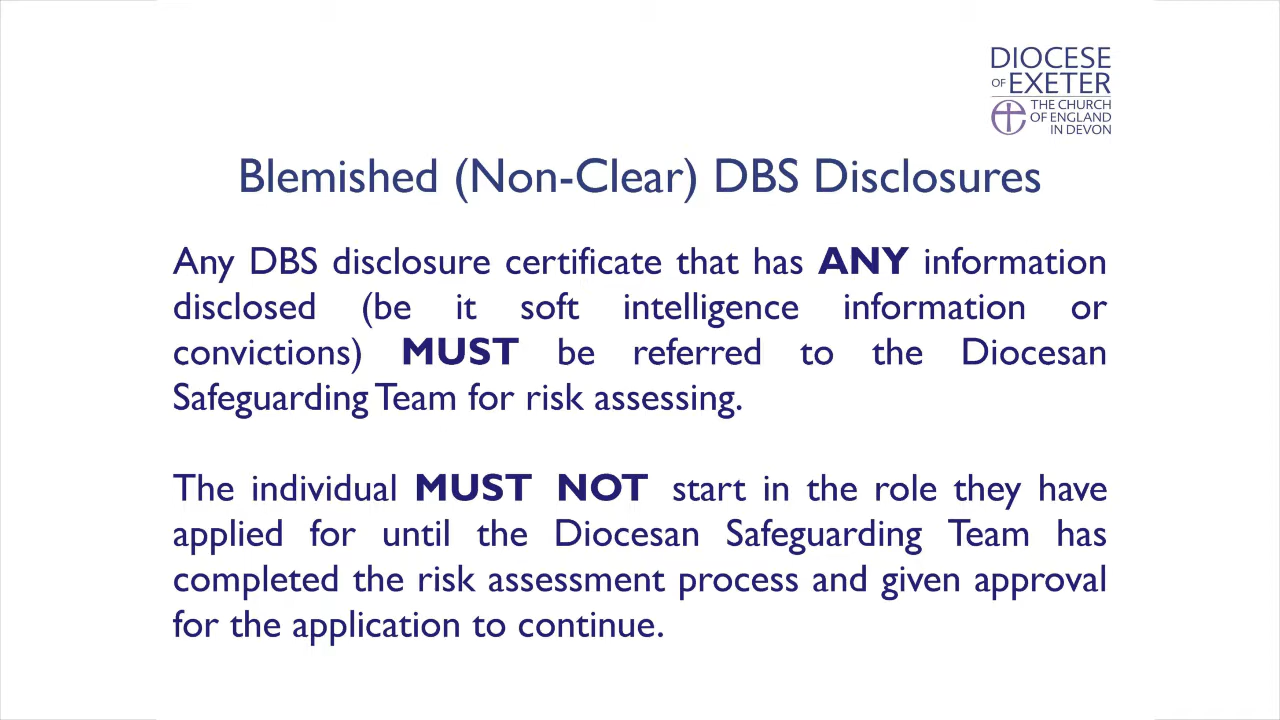 DIOCESE
OF EXETER
THE CHURCH
OF ENGLAND
IN DEVON
Blemished (Non-Clear) DBS Disclosures
Any DBS disclosure certificate that has ANY information
disclosed (be it soft intelligence information or
convictions) MUST be referred to the Diocesan
Safeguarding Team for risk assessing.
The individual MUST NOT start in the role they have
applied for until the Diocesan Safeguarding Team has
completed the risk assessment process and given approval
for the application to continue.